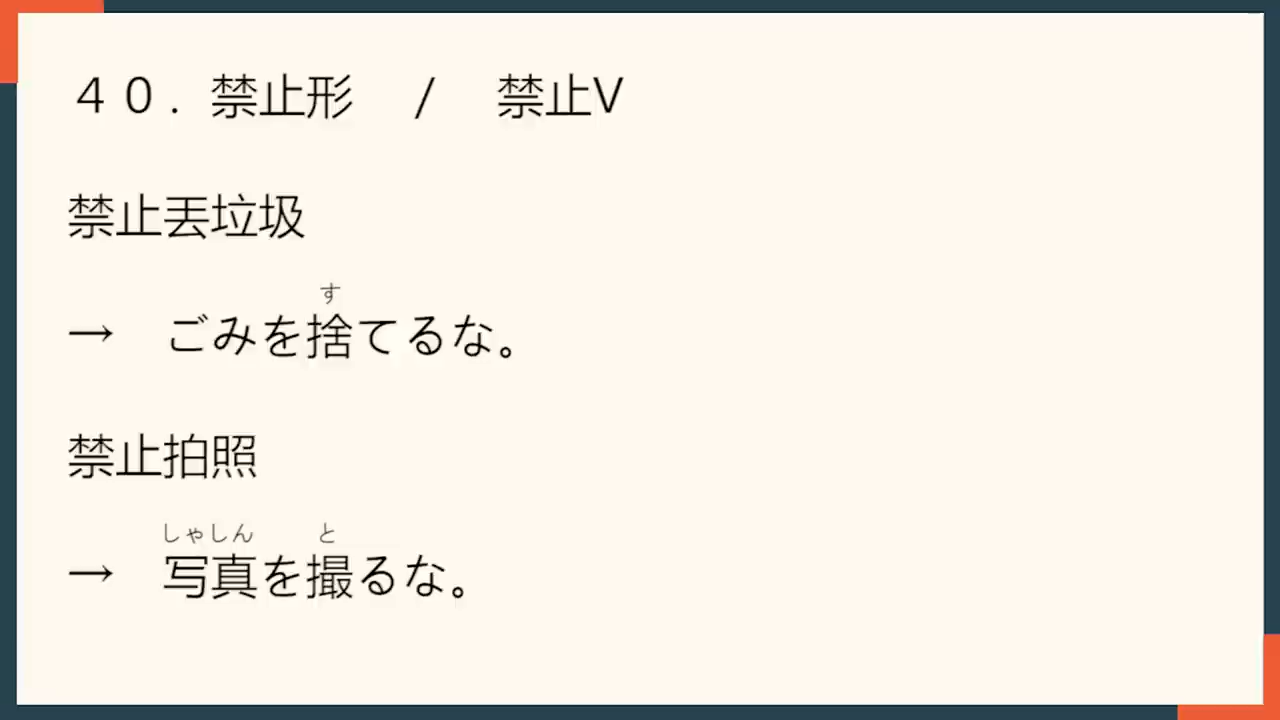 ４０．禁止形　/　禁止V
禁止丟垃圾
す
→　ごみを捨てるな。
禁止拍照
しゃしん　と
→　写真を撮るな。